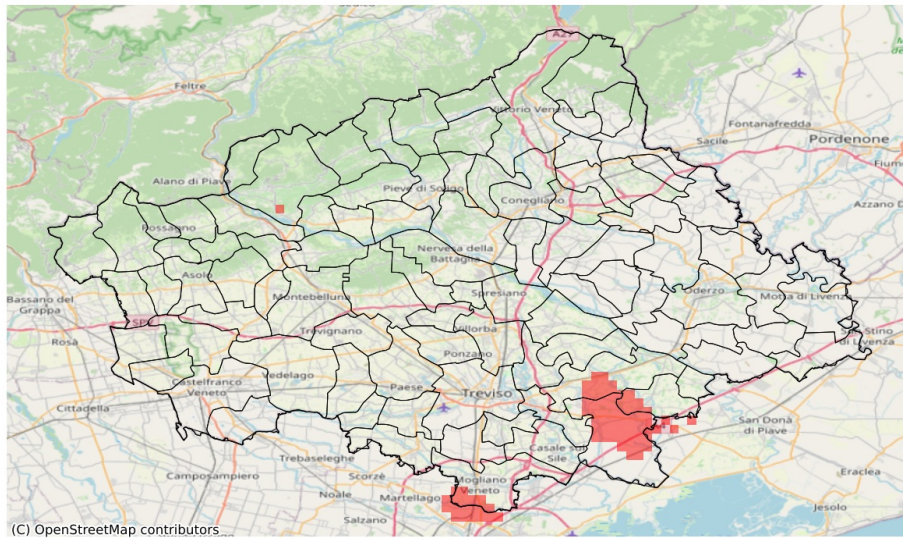 A27
Feltre
Vittorio Veneto
Fontanafredda
Pordenone
Sacile
Fium
Alano di Piave
Pieve di Soligo
Conegliano
Azzano D
Possagno
Nervesa della
Battaglia
Asolo
Bassano del
Grappa
Montebelluna
Spresiano
Oderzo
Motta di Livenza
Rosà
Trevignano
Villorba
Stino
di Livenza
Ponzano
Vedelago
Castelfranco
Veneto
Paese
Treviso
Cittadella
San Donà
di Piave
Casale sul
Sile
Trebaseleghe
Camposampiero
Scorzé
Mogliano
Veneto
Eraclea
Noale
Martellago
Jesolo
Salzano
(C) OpenStreetMap contributors